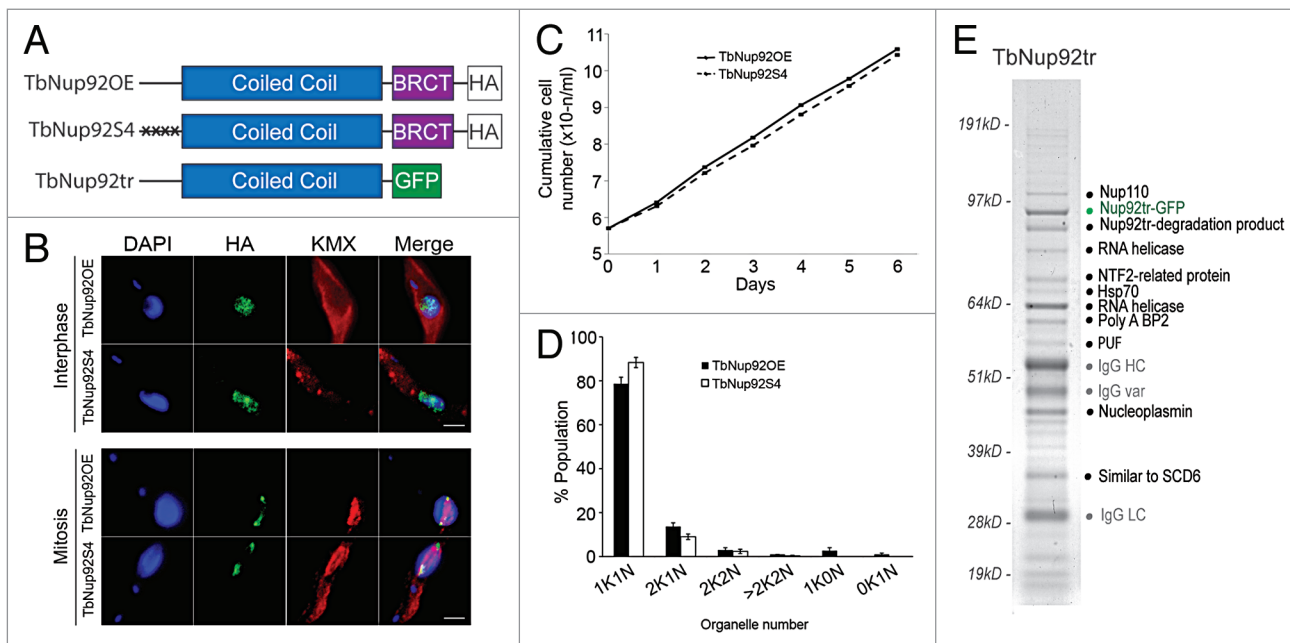 A
TbNup92OE
Coiled Coil
BRCT
HA
TbNup92S4
xxxx
Coiled Coil
BRCT
HA
TbNup92tr
Coiled Coil
GFP
B
DAPI
HA
KMX
Merge
Interphase
TbNup92OE
TbNup92S4
Mitosis
TbNup92OE
TbNup92S4
C
Cumulative cell
number (x10-n/ml)
11
10
9
8
7
6
5
TbNup92OE
TbNup92S4
0 1 2 3 4 5 6
Days
D
% Population
100
80
60
40
20
0
TbNup92OE
TbNup92S4
1K1N
2K1N
2K2N
>2K2N
1K0N
0K1N
Organelle number
E
TbNup92tr
191kD -
97kD -
64kD -
51kD -
39kD -
28kD -
19kD -
Nup110
Nup92tr-GFP
Nup92tr-degradation product
RNA helicase
NTF2-related protein
Hsp70
RNA helicase
Poly A BP2
PUF
IgG HC
IgG var
Nucleoplasmin
Similar to SCD6
IgG LC